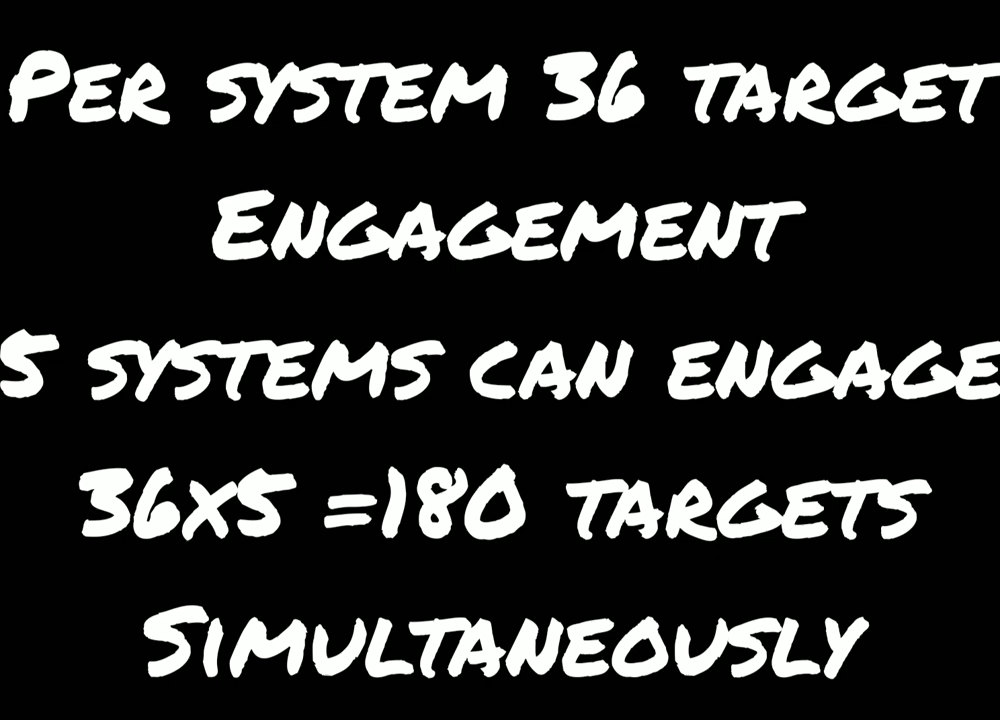 Per system 36 target
Engagement
5 systems can engage
36x5 =180 targets
Simultaneously